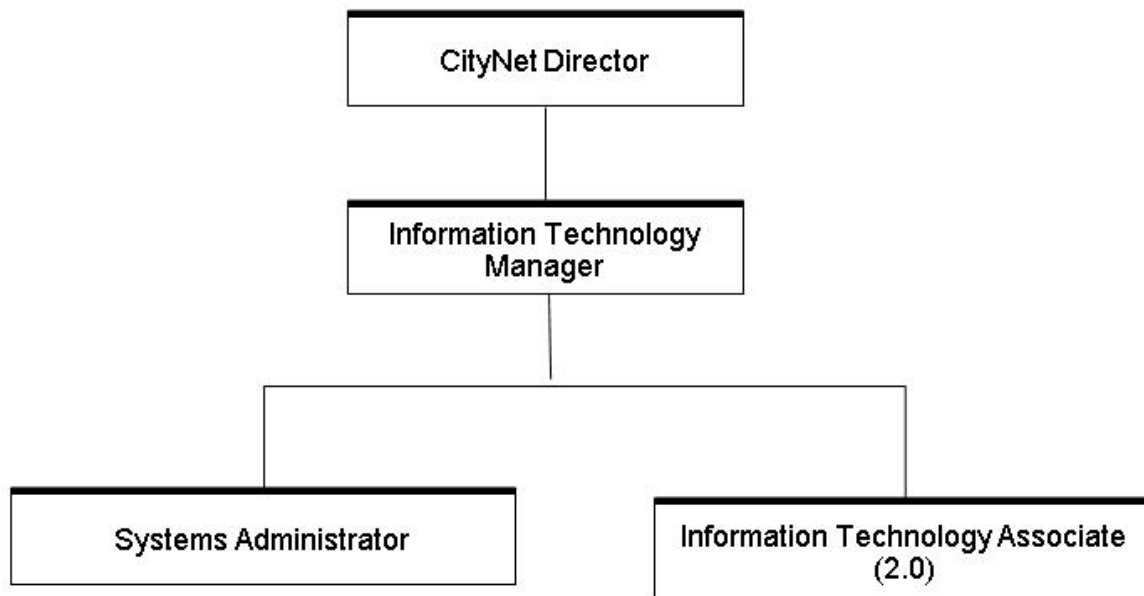 CityNet Director
Information Technology
Manager
Systems Administrator
Information Technology Associate
(2.0)